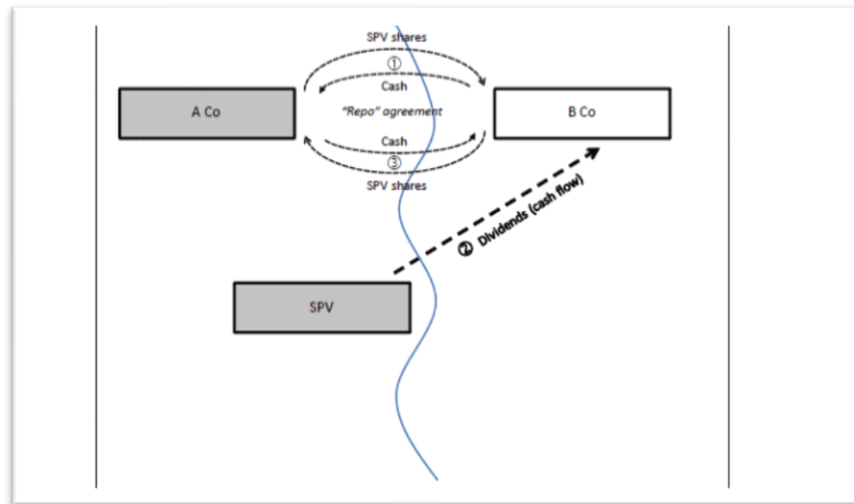 SPV shares
①
Cash
A Co
"Repo" agreement
B Co
Cash
③
SPV shares
② Dividends (cash flow)
SPV